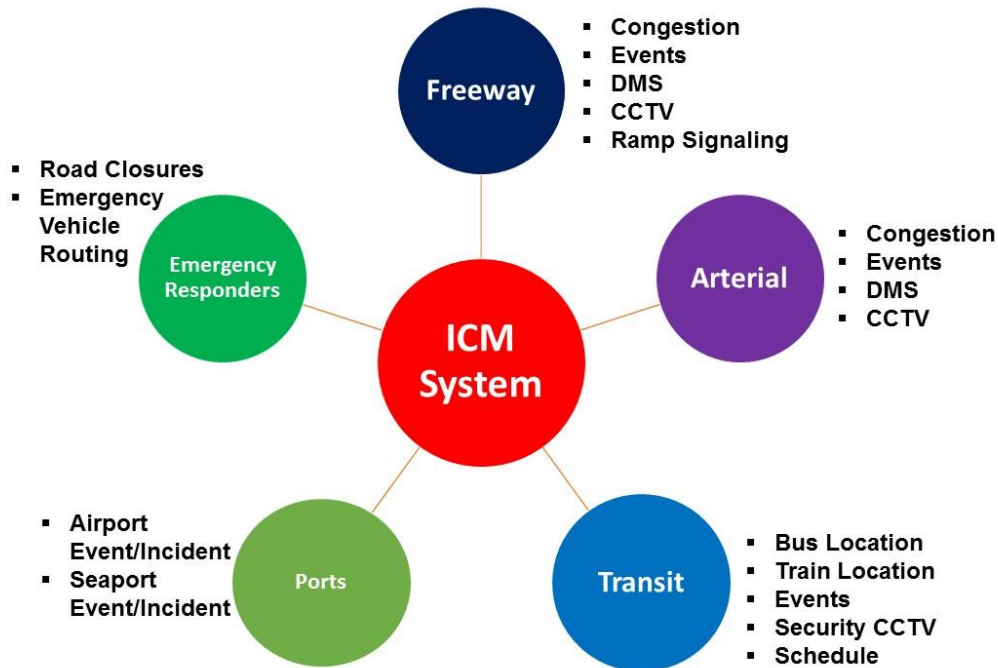 Freeway
▪ Congestion
▪ Events
▪ DMS
▪ CCTV
▪ Ramp Signaling
▪ Road Closures
▪ Emergency
Vehicle
Routing
Emergency
Responders
Arterial
▪ Congestion
▪ Events
▪ DMS
▪ CCTV
ICM
System
▪ Airport
Event/Incident
▪ Seaport
Event/Incident
Ports
Transit
▪ Bus Location
▪ Train Location
▪ Events
▪ Security CCTV
▪ Schedule